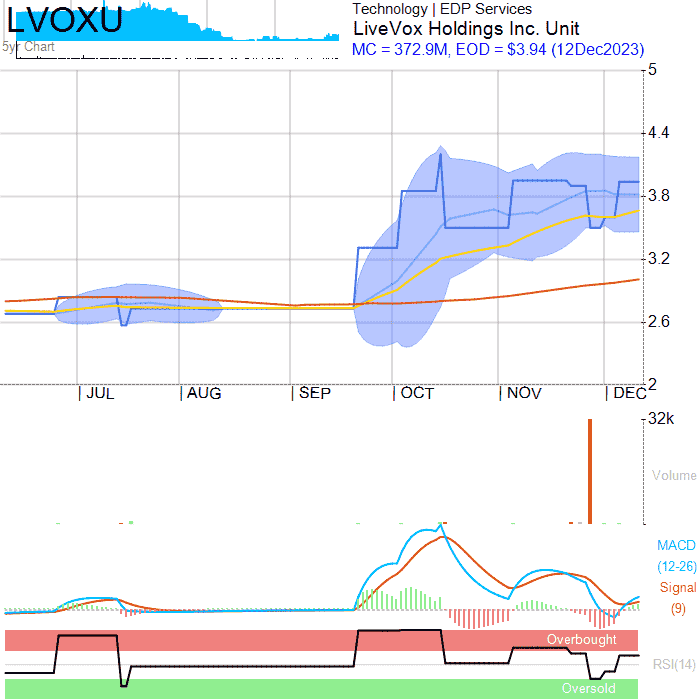 LVOXU
5yr Chart
Technology | EDP Services
LiveVox Holdings Inc. Unit
MC = 372.9M, EOD = $3.94 (12Dec2023)
5
4.4
3.8
3.2
2.6
2
| JUL
| AUG
| SEP
| OCT
| NOV
| DEC
32k
Volume
MACD
(12-26)
Signal
(9)
Overbought
RSI(14)
Oversold